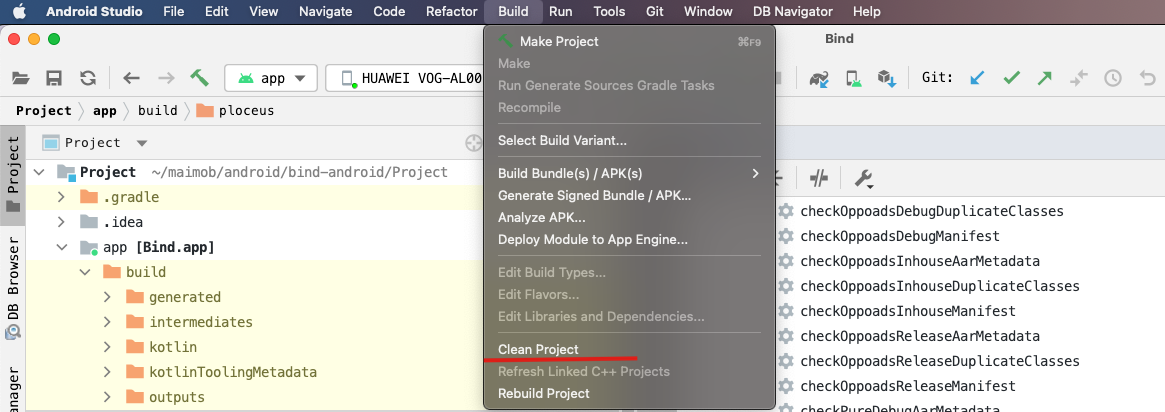 Android Studio File Edit View Navigate Code Refactor Build Run Tools Git Window DB Navigator Help
Bind
app HUAWEI VOG-AL00 Git:
Project app build ploceus
Project
Project ~/maimob/android/bind-android/Project
.gradle
.idea
app [Bind.app]
build
generated
intermediates
kotlin
kotlinToolingMetadata
outputs
Project
DB Browser
Make Project ⌘F9
Make
Run Generate Sources Gradle Tasks
Recompile
Select Build Variant...
Build Bundle(s) / APK(s)
Generate Signed Bundle / APK...
Analyze APK...
Deploy Module to App Engine...
Edit Build Types...
Edit Flavors...
Edit Libraries and Dependencies...
Clean Project
Refresh Linked C++ Projects
Rebuild Project
checkOppoadsDebugDuplicateClasses
checkOppoadsDebugManifest
checkOppoadsInhouseAarMetadata
checkOppoadsInhouseDuplicateClasses
checkOppoadsInhouseManifest
checkOppoadsReleaseAarMetadata
checkOppoadsReleaseDuplicateClasses
checkOppoadsReleaseManifest
checkPureDebugAarMetadata